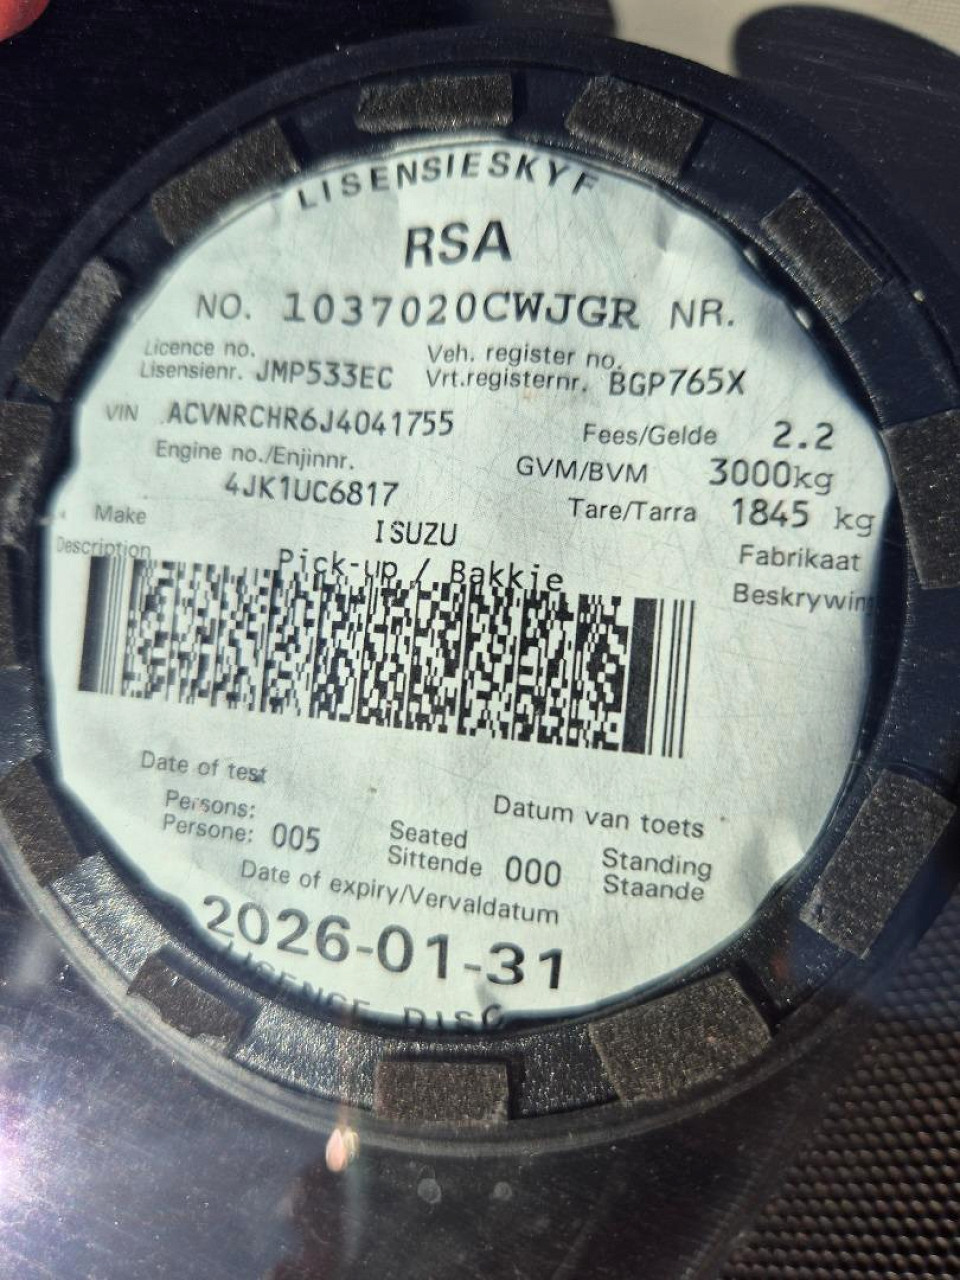 LISENSIESKYF
RSA
NO. 1037020CWJGR NR.
Licence no. Veh. register no.
Lisensienr. JMP533EC Vrt.registernr. BGP765X
VIN ACVNRCHR6J4041755 Fees/Gelde 2.2
Engine no./Enjinnr. GVM/BVM 3000kg
4JK1UC6817 Tare/Tarra 1845 kg
Make ISUZU Fabrikaat
Description Pick-up / Bakkie Beskrywin
Date of test Datum van toets
Persons: Seated Standing
Persone: 005 Sittende 000 Staande
Date of expiry/Vervaldatum
2026-01-31
LISENCE DISC